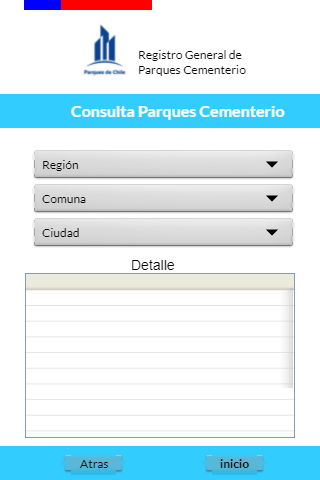 Parques de Chile
Registro General de
Parques Cementerio
Consulta Parques Cementerio
Región
Comuna
Ciudad
Detalle
Atras
inicio